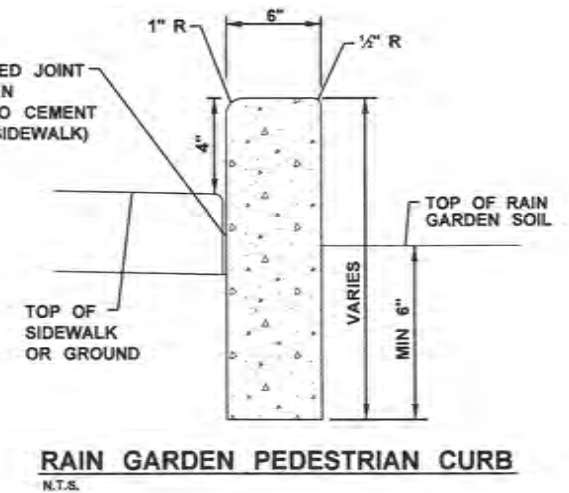 6"
1" R
½" R
ED JOINT
N
O CEMENT
SIDEWALK)
4"
TOP OF RAIN
GARDEN SOIL
VARIES
MIN 6"
TOP OF
SIDEWALK
OR GROUND
RAIN GARDEN PEDESTRIAN CURB
N.T.S.